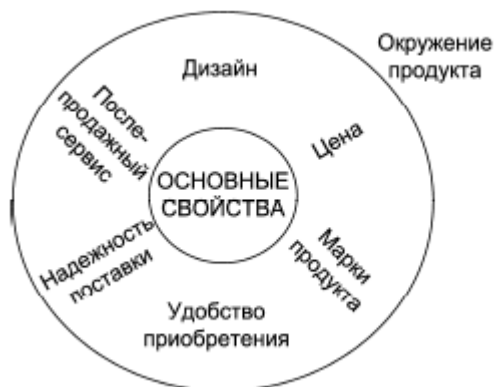 Окружение
продукта
Дизайн
После-
продажный
сервис
Цена
ОСНОВНЫЕ
СВОЙСТВА
Надежность
поставки
Марки
продукта
Удобство
приобретения